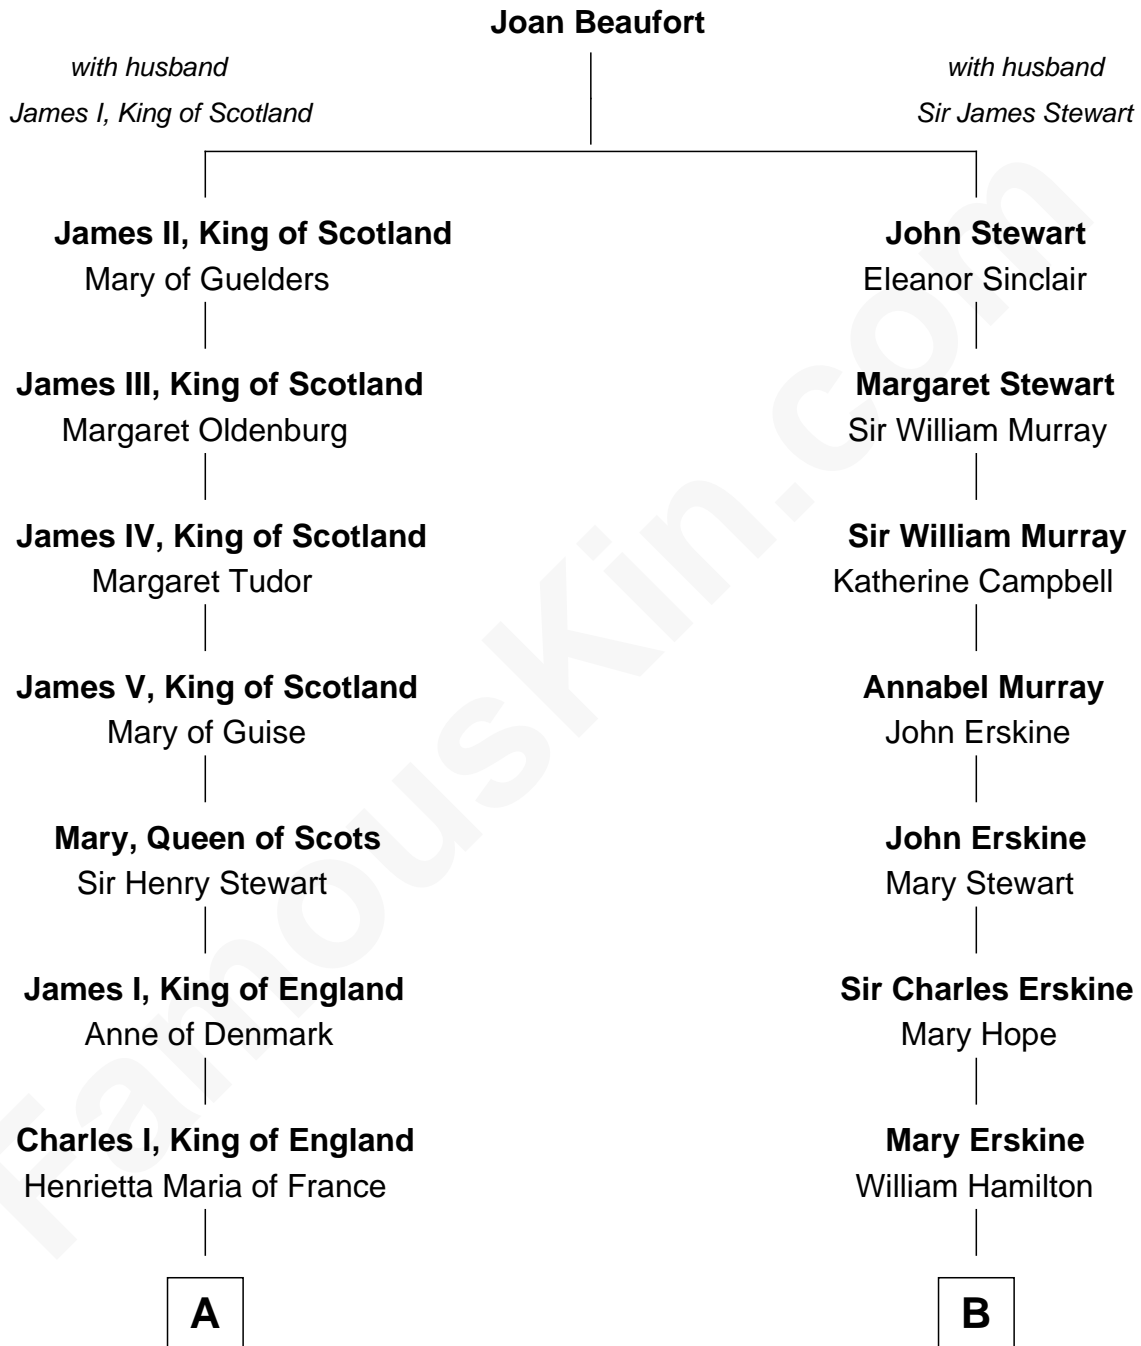 Joan Beaufort
with husband
James I, King of Scotland
with husband
Sir James Stewart
James II, King of Scotland
Mary of Guelders
John Stewart
Eleanor Sinclair
James III, King of Scotland
Margaret Oldenburg
Margaret Stewart
Sir William Murray
James IV, King of Scotland
Margaret Tudor
Sir William Murray
Katherine Campbell
James V, King of Scotland
Mary of Guise
Annabel Murray
John Erskine
Mary, Queen of Scots
Sir Henry Stewart
John Erskine
Mary Stewart
James I, King of England
Anne of Denmark
Sir Charles Erskine
Mary Hope
Charles I, King of England
Henrietta Maria of France
Mary Erskine
William Hamilton
A
B
FamousKin.com